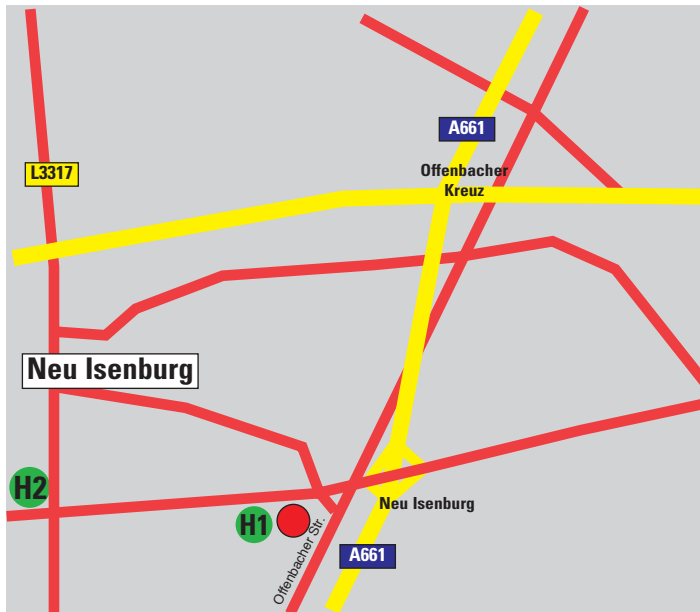 A661
L3317
Offenbacher
Kreuz
Neu Isenburg
H2
Neu Isenburg
H1
Offenbacher Str.
A661